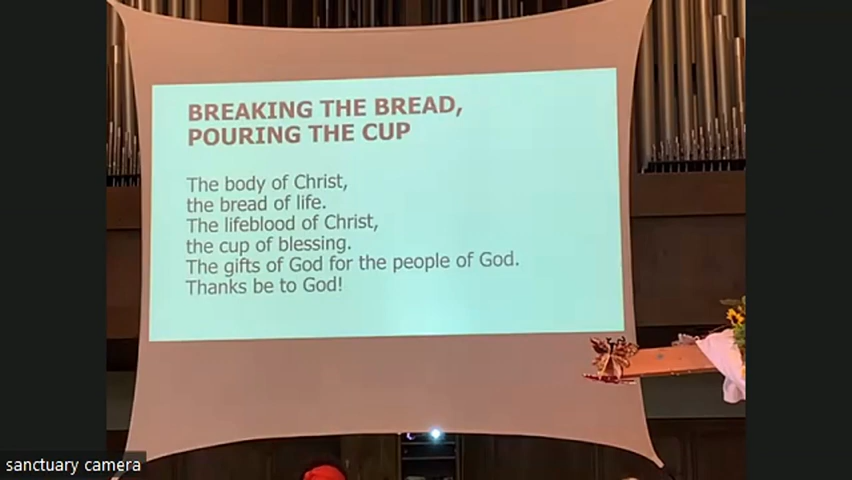 BREAKING THE BREAD,
POURING THE CUP
The body of Christ,
the bread of life.
The lifeblood of Christ,
the cup of blessing.
The gifts of God for the people of God.
Thanks be to God!
sanctuary camera